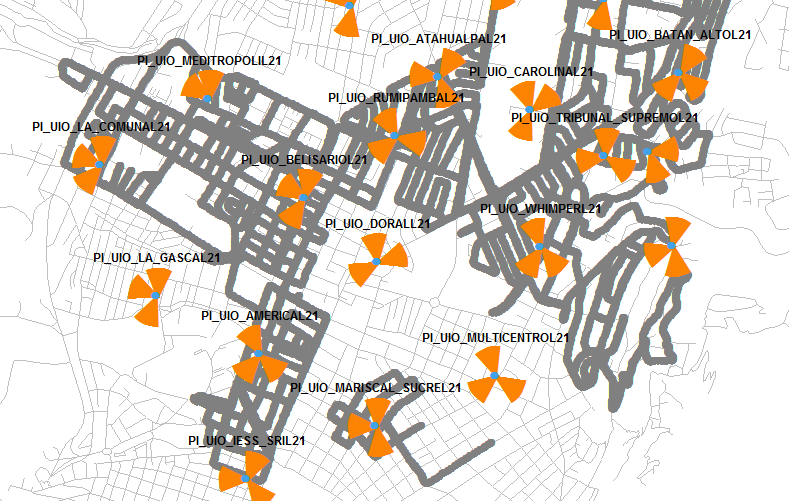 PI_UIO_BATAN_ALTOL21
PI_UIO_ATAHUALPAL21
PI_UIO_MEDITROPOLIL21
PI_UIO_CAROLINAL21
PI_UIO_RUMIPAMBAL21
PI_UIO_TRIBUNAL_SUPREMOL21
PI_UIO_LA_COMUNAL21
PI_UIO_BELISARIOL21
PI_UIO_WHIMPERL21
PI_UIO_DORALL21
PI_UIO_LA_GASCAL21
PI_UIO_AMERICAL21
PI_UIO_MULTICENTROL21
PI_UIO_MARISCAL_SUCREL21
PI_UIO_IESS_SRIL21